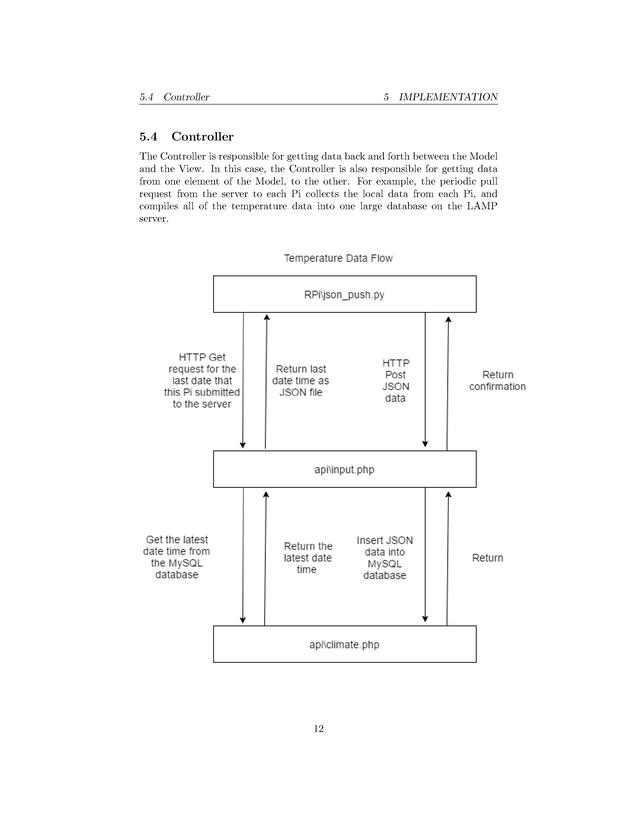 5.4 Controller 5 IMPLEMENTATION
5.4 Controller
The Controller is responsible for getting data back and forth between the Model
and the View. In this case, the Controller is also responsible for getting data
from one element of the Model, to the other. For example, the periodic pull
request from the server to each Pi collects the local data from each Pi, and
compiles all of the temperature data into one large database on the LAMP
server.
Temperature Data Flow
RPi\json_push.py
HTTP Get
request for the
last date that
this Pi submitted
to the server
Return last
date time as
JSON file
HTTP
Post
JSON
data
Return
confirmation
api\input.php
Get the latest
date time from
the MySQL
database
Return the
latest date
time
Insert JSON
data into
MySQL
database
Return
api\climate.php
12